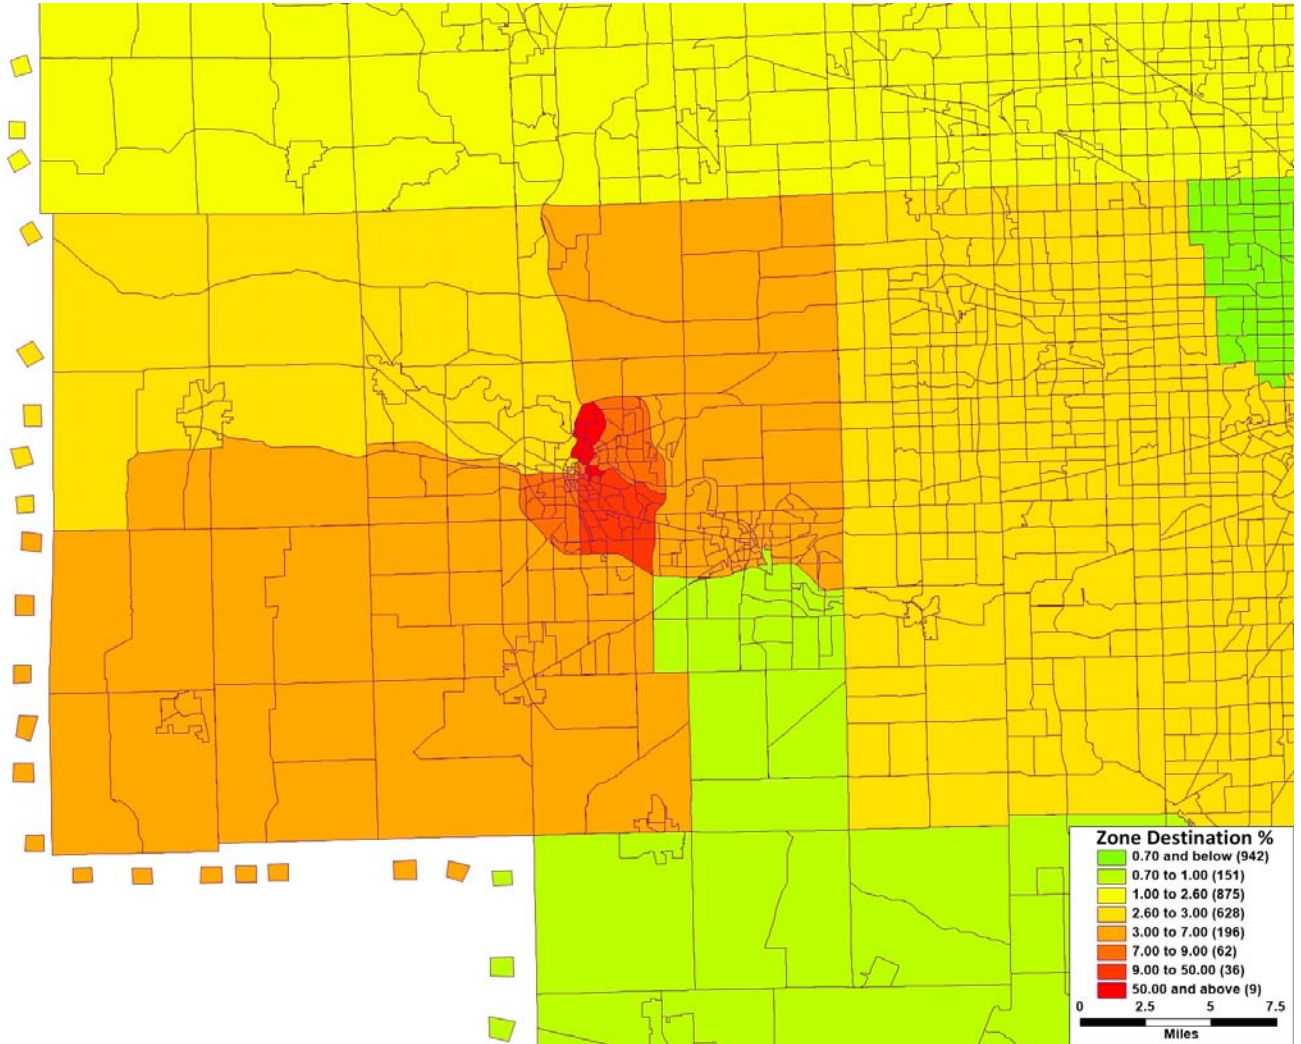 Zone Destination %
0.70 and below (942)
0.70 to 1.00 (151)
1.00 to 2.60 (875)
2.60 to 3.00 (628)
3.00 to 7.00 (196)
7.00 to 9.00 (62)
9.00 to 50.00 (36)
50.00 and above (9)
0 2.5 5 7.5
Miles